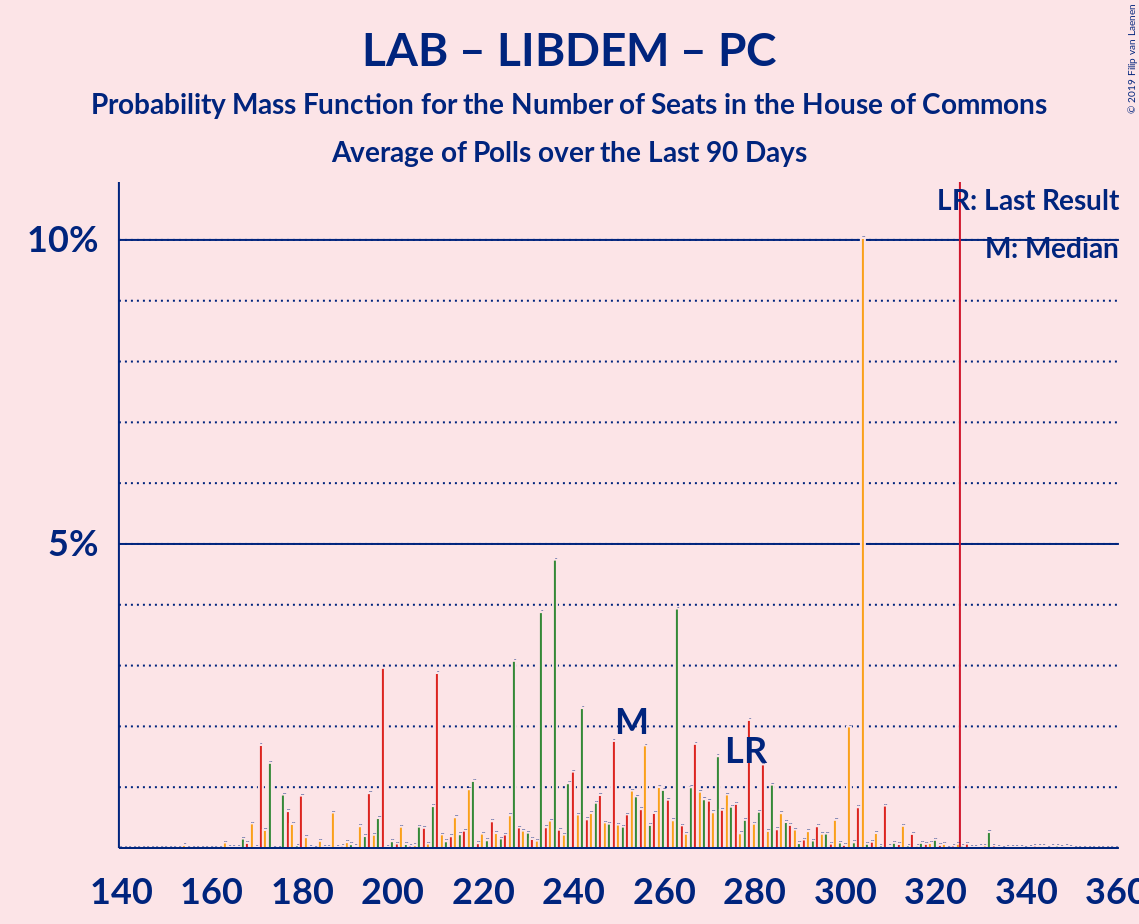 LAB – LIBDEM – PC
Probability Mass Function for the Number of Seats in the House of Commons
Average of Polls over the Last 90 Days
© 2019 Filip van Laenen
LR: Last Result
M: Median
10%
5%
M
LR
140 160 180 200 220 240 260 280 300 320 340 360